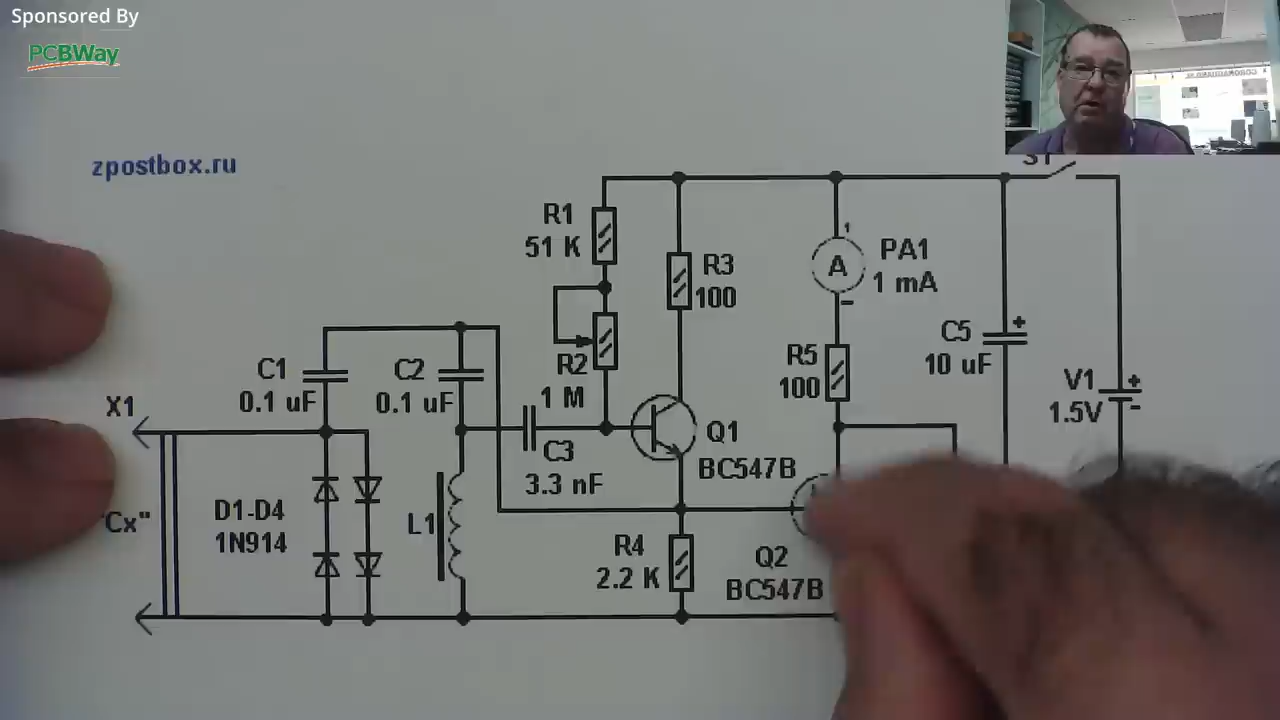 Sponsored By
PCBWay
zpostbox.ru
R1
51 K
R3
100
A
PA1
1 mA
C5
10 uF
R5
100
V1
1.5V
R2
1 M
C1
0.1 uF
C2
0.1 uF
X1
C3
3.3 nF
Q1
BC547B
D1-D4
1N914
L1
Cx"
R4
2.2 K
Q2
BC547B